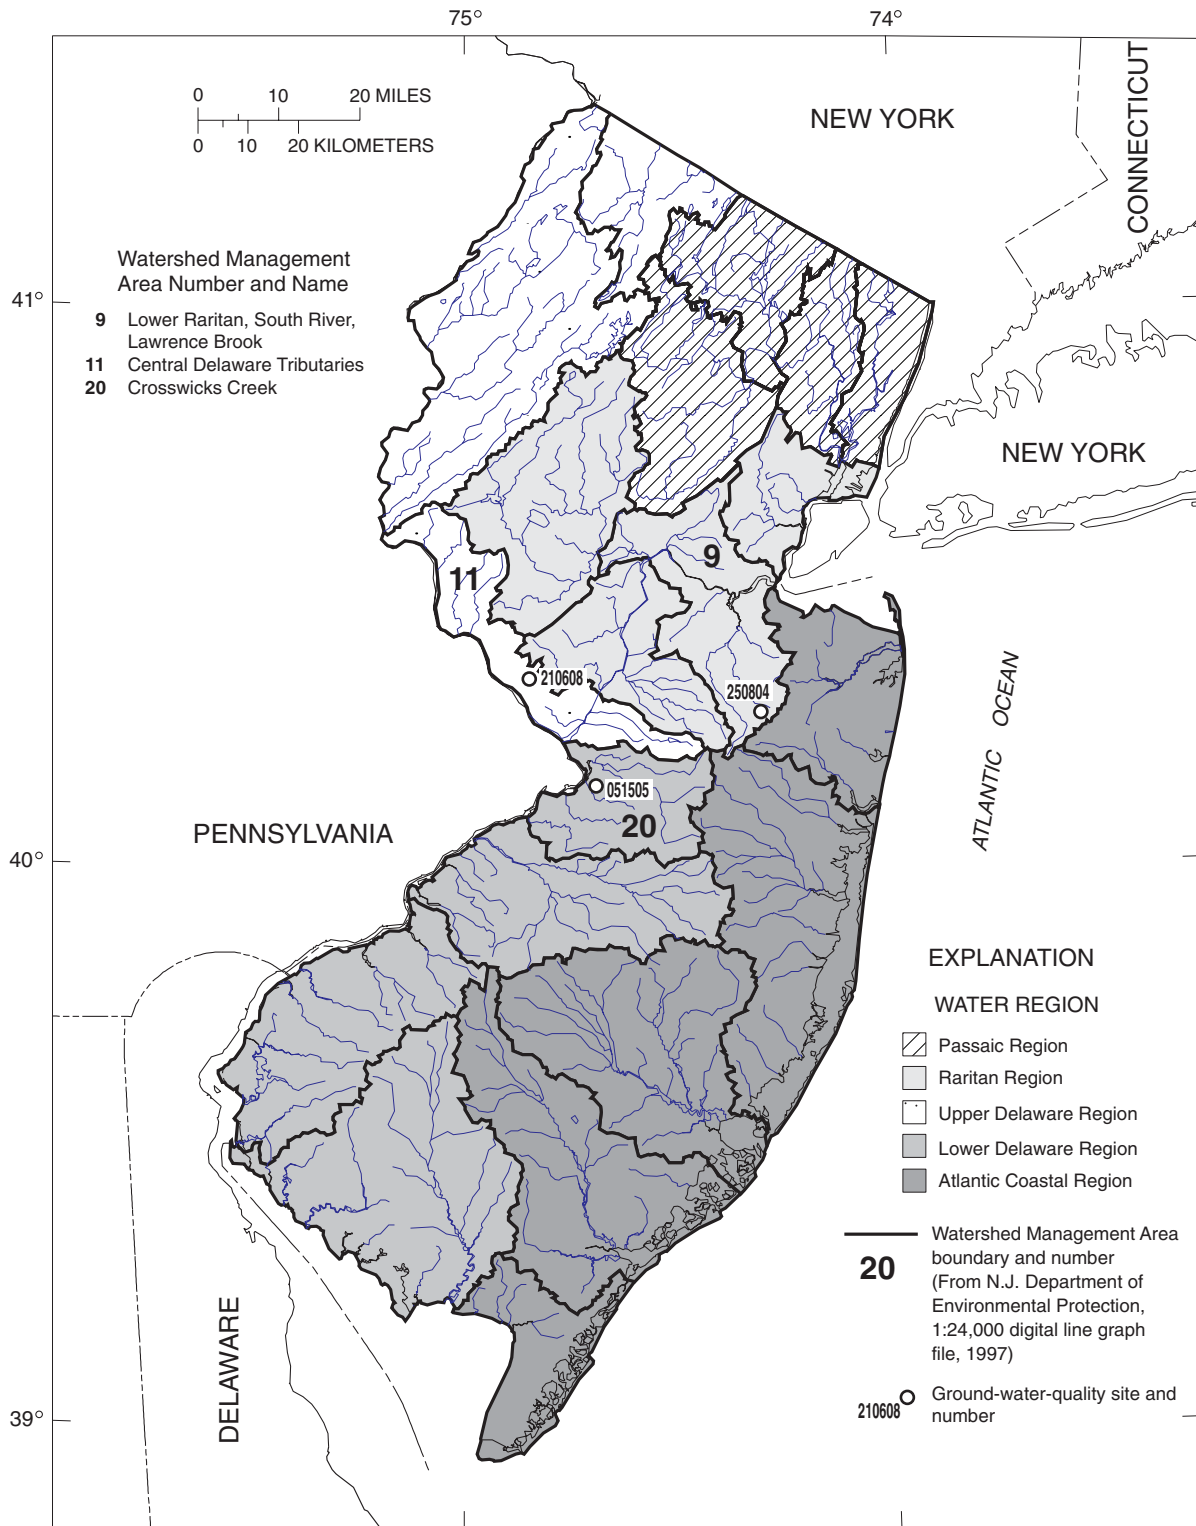 75°
74°
0 10 20 MILES
0 10 20 KILOMETERS
NEW YORK
CONNECTICUT
Watershed Management
Area Number and Name
9 Lower Raritan, South River,
Lawrence Brook
11 Central Delaware Tributaries
20 Crosswicks Creek
41°
NEW YORK
9
11
210608
250804
ATLANTIC OCEAN
051505
20
PENNSYLVANIA
40°
EXPLANATION
WATER REGION
Passaic Region
Raritan Region
Upper Delaware Region
Lower Delaware Region
Atlantic Coastal Region
Watershed Management Area
boundary and number
20
(From N.J. Department of
Environmental Protection,
1:24,000 digital line graph
file, 1997)
DELAWARE
210608
Ground-water-quality site and
number
39°